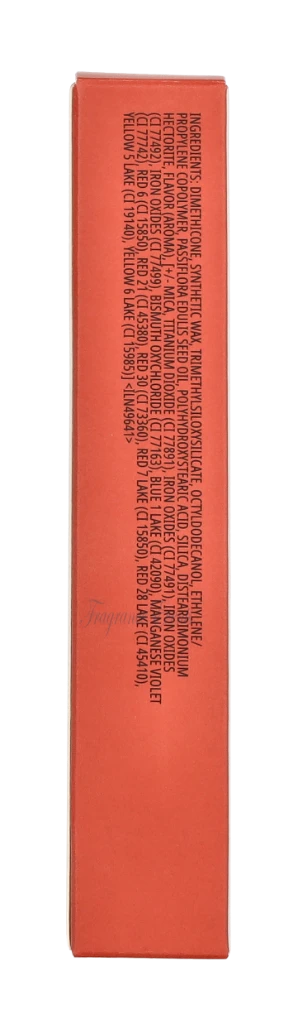 INGREDIENTS: DIMETHICONE, SYNTHETIC WAX, TRIMETHYLSILOXYSILICATE, OCTYLDODECANOL, ETHYLENE/
PROPYLENE COPOLYMER, PASSIFLORA EDULIS SEED OIL, POLYHYDROXYSTEARIC ACID, SILICA, DISTEARDIMONIUM
HECTORITE, FLAVOR (AROMA), [+/- MICA, TITANIUM DIOXIDE (CI 77891), IRON OXIDES (CI 77491), IRON OXIDES
(CI 77492), IRON OXIDES (CI 77499), BISMUTH OXYCHLORIDE (CI 77163), BLUE 1 LAKE (CI 42090), MANGANESE VIOLET
(CI 77742), RED 6 (CI 15850), RED 21 (CI 45380), RED 30 (CI 73360), RED 7 LAKE (CI 15850), RED 28 LAKE (CI 45410),
YELLOW 5 LAKE (CI 19140), YELLOW 6 LAKE (CI 15985)] <ILN49641>